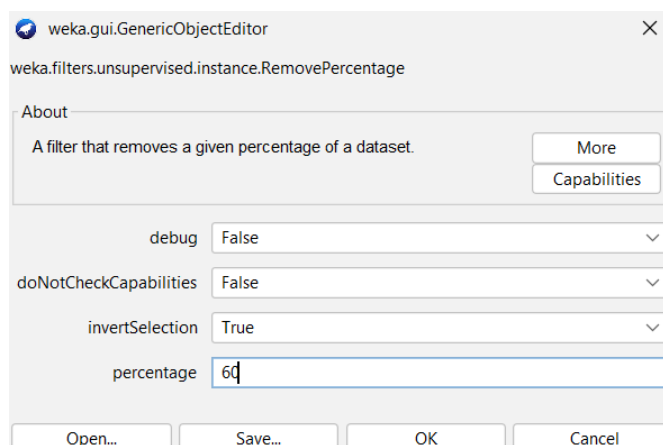 weka.gui.GenericObjectEditor
weka.filters.unsupervised.instance.RemovePercentage
About
A filter that removes a given percentage of a dataset.
More
Capabilities
debug False
doNotCheckCapabilities False
invertSelection True
percentage 60
Open... Save... OK Cancel